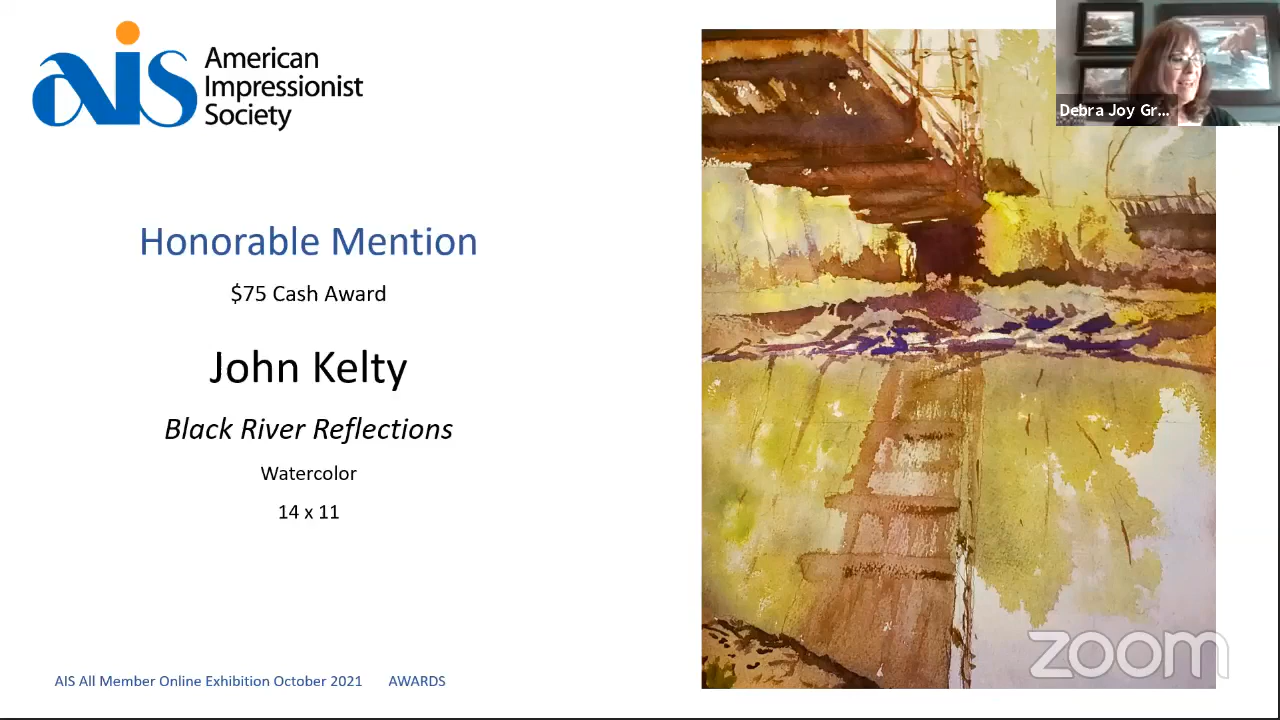 AIS American
Impressionist
Society
Debra Joy Gr...
Honorable Mention
$75 Cash Award
John Kelty
Black River Reflections
Watercolor
14 x 11
AIS All Member Online Exhibition October 2021 AWARDS
zoom